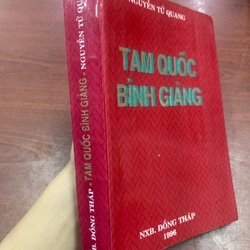 NGUYỄN TỬ QUANG
TAM QUỐC
BÌNH GIẢNG
NXB. ĐỒNG THÁP
1996
NXB. ĐỒNG THÁP - TAM QUỐC BÌNH GIẢNG - NGUYỄN TỬ QUANG